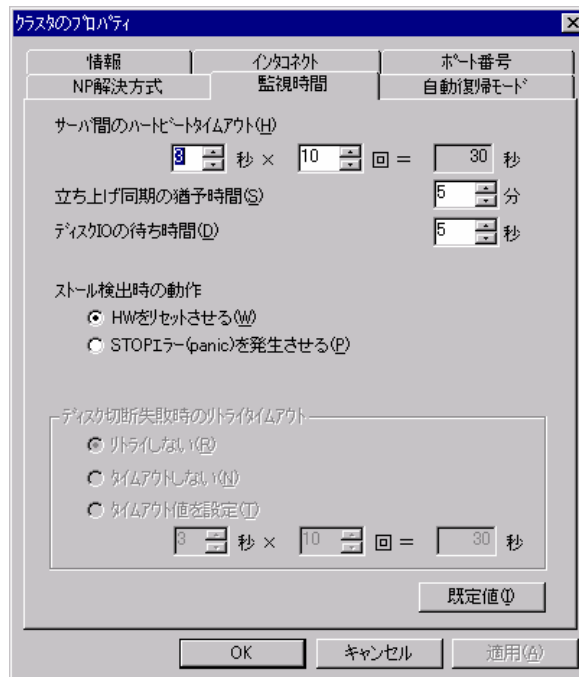 クラスタのプロパティ
情報 インタコネクト ポート番号
NP解決方式 監視時間 自動復帰モード
サーバ間のハートビートタイムアウト(H)
3 秒 × 10 回 = 30 秒
立ち上げ同期の猶予時間(S) 5 分
ディスクIOの待ち時間(D) 5 秒
ストール検出時の動作
HWをリセットさせる(W)
STOPエラー(panic)を発生させる(P)
ディスク切断失敗時のリトライタイムアウト
リトライしない(R)
タイムアウトしない(N)
タイムアウト値を設定(T)
3 秒 × 10 回 = 30 秒
既定値(I)
OK キャンセル 適用(A)